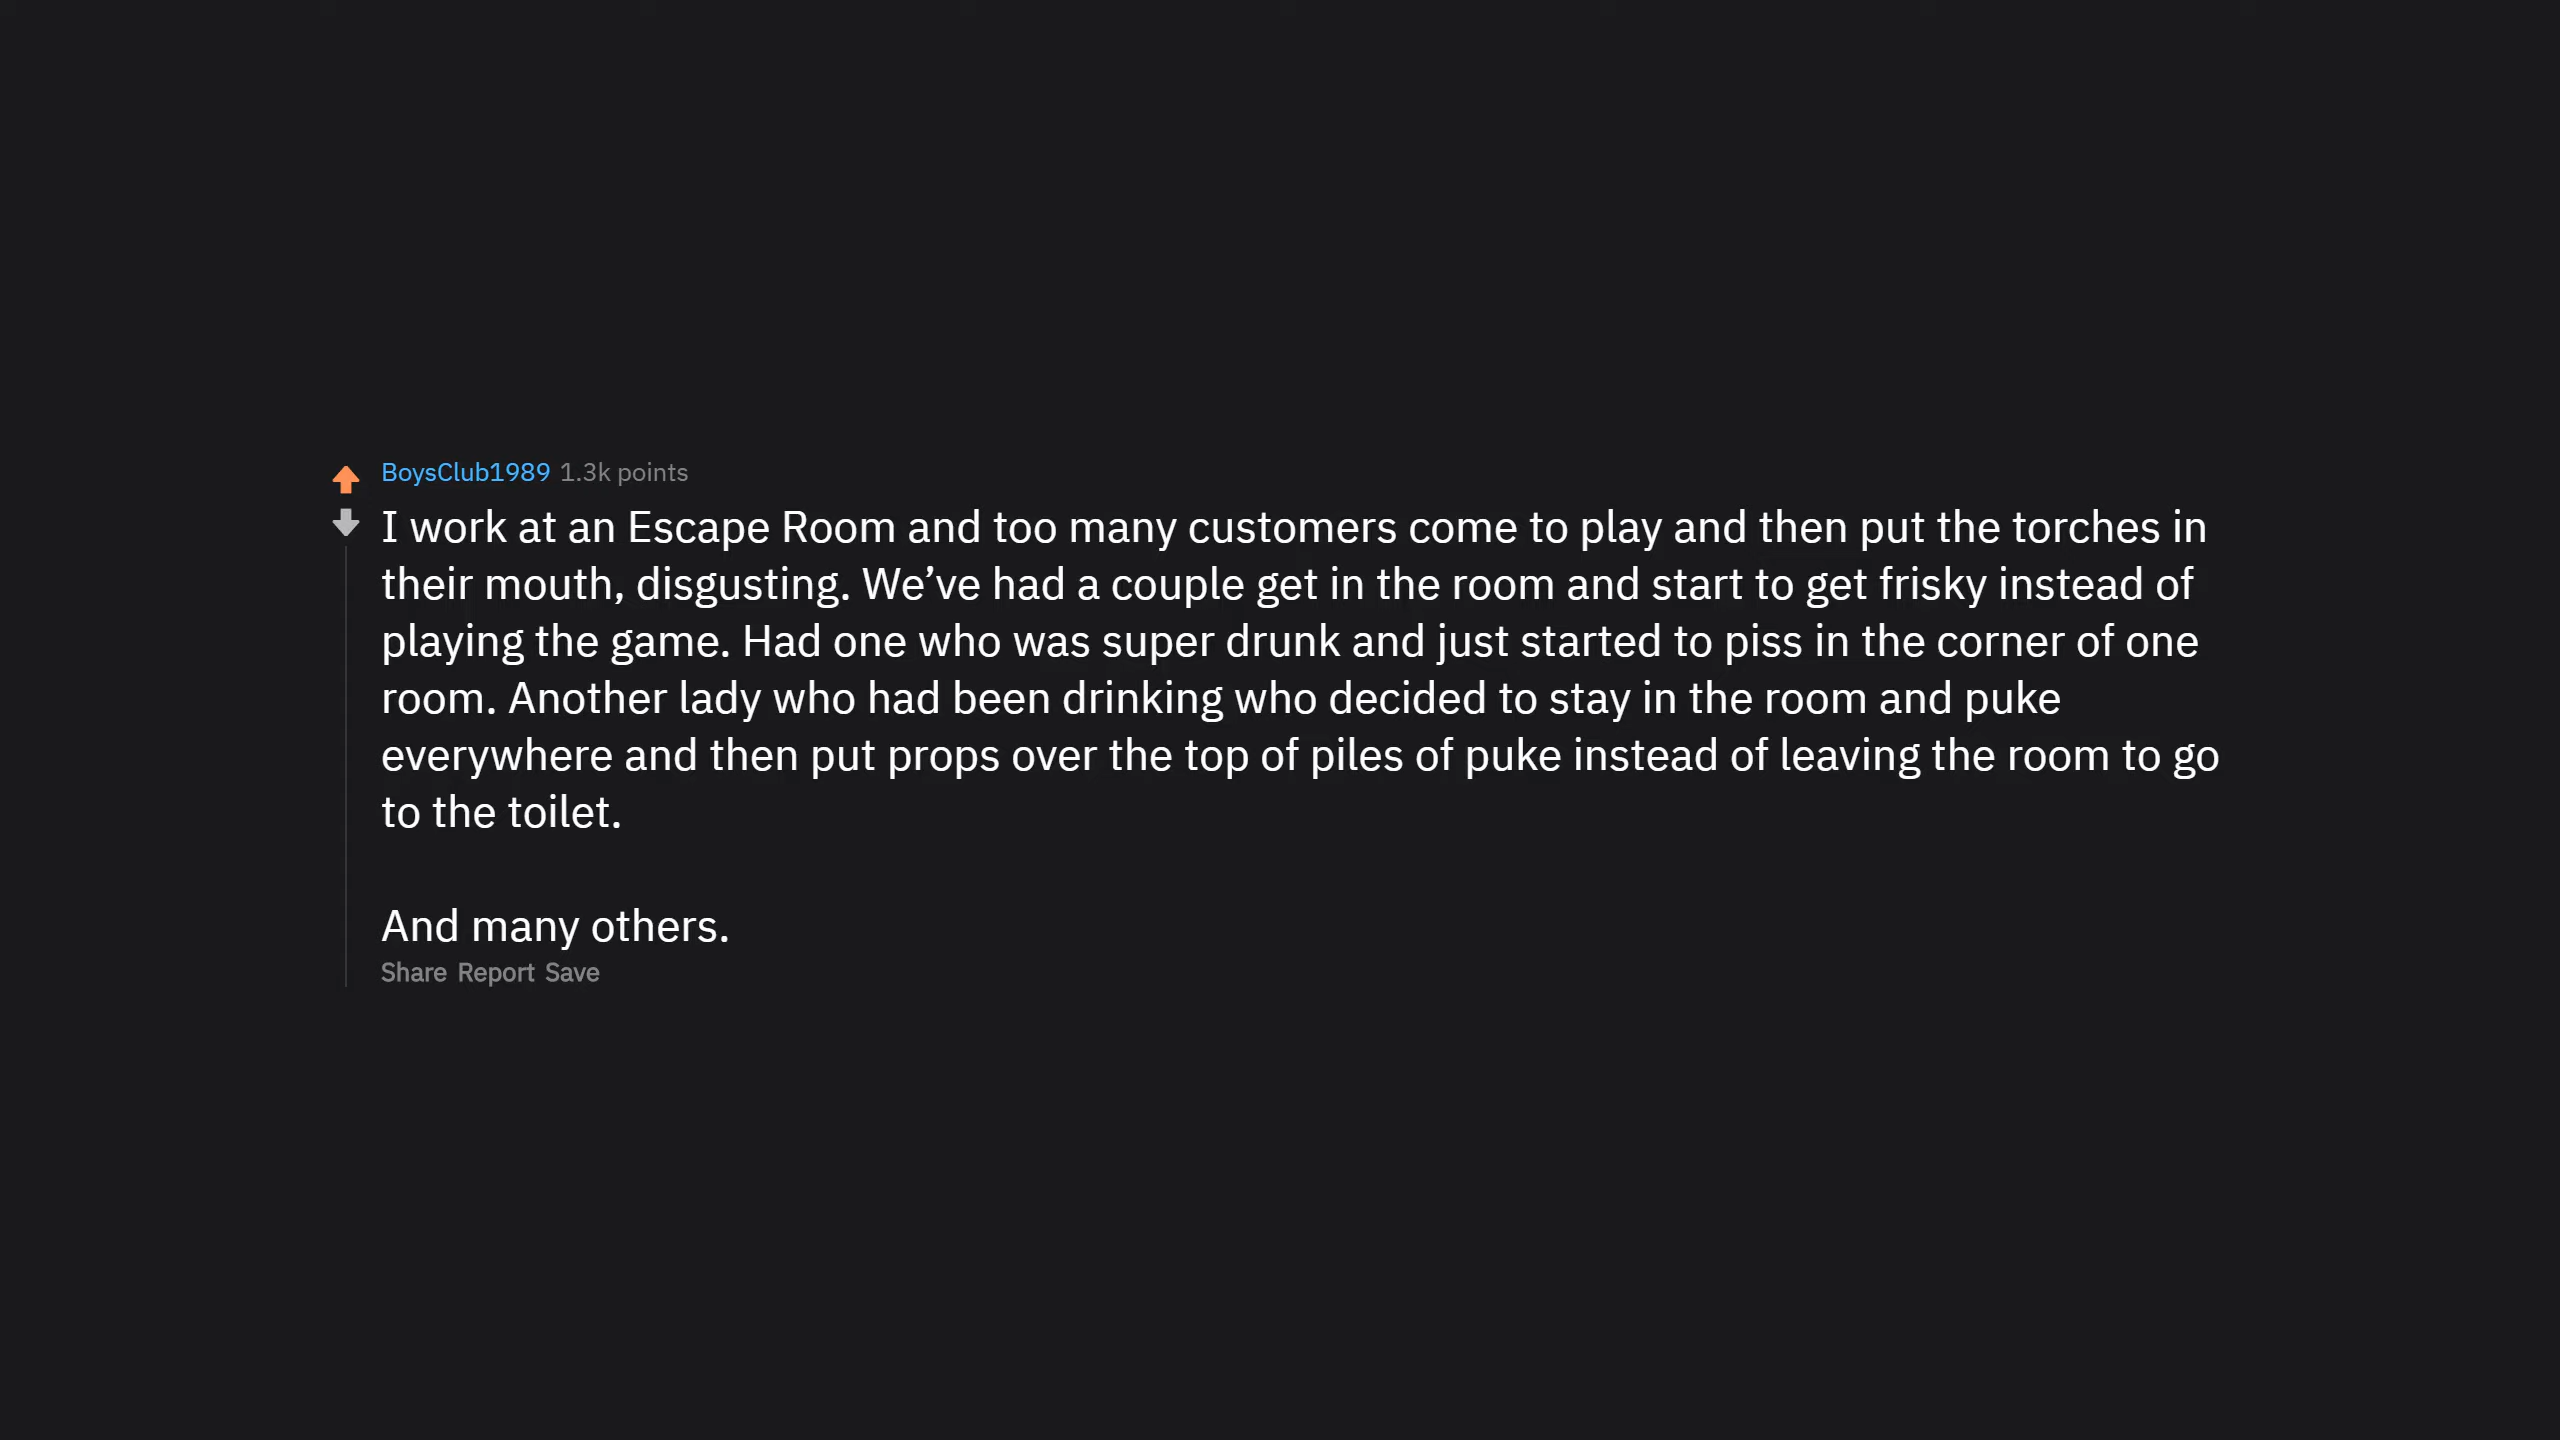 BoysClub1989 1.3k points
I work at an Escape Room and too many customers come to play and then put the torches in
their mouth, disgusting. We’ve had a couple get in the room and start to get frisky instead of
playing the game. Had one who was super drunk and just started to piss in the corner of one
room. Another lady who had been drinking who decided to stay in the room and puke
everywhere and then put props over the top of piles of puke instead of leaving the room to go
to the toilet.
And many others.
Share Report Save